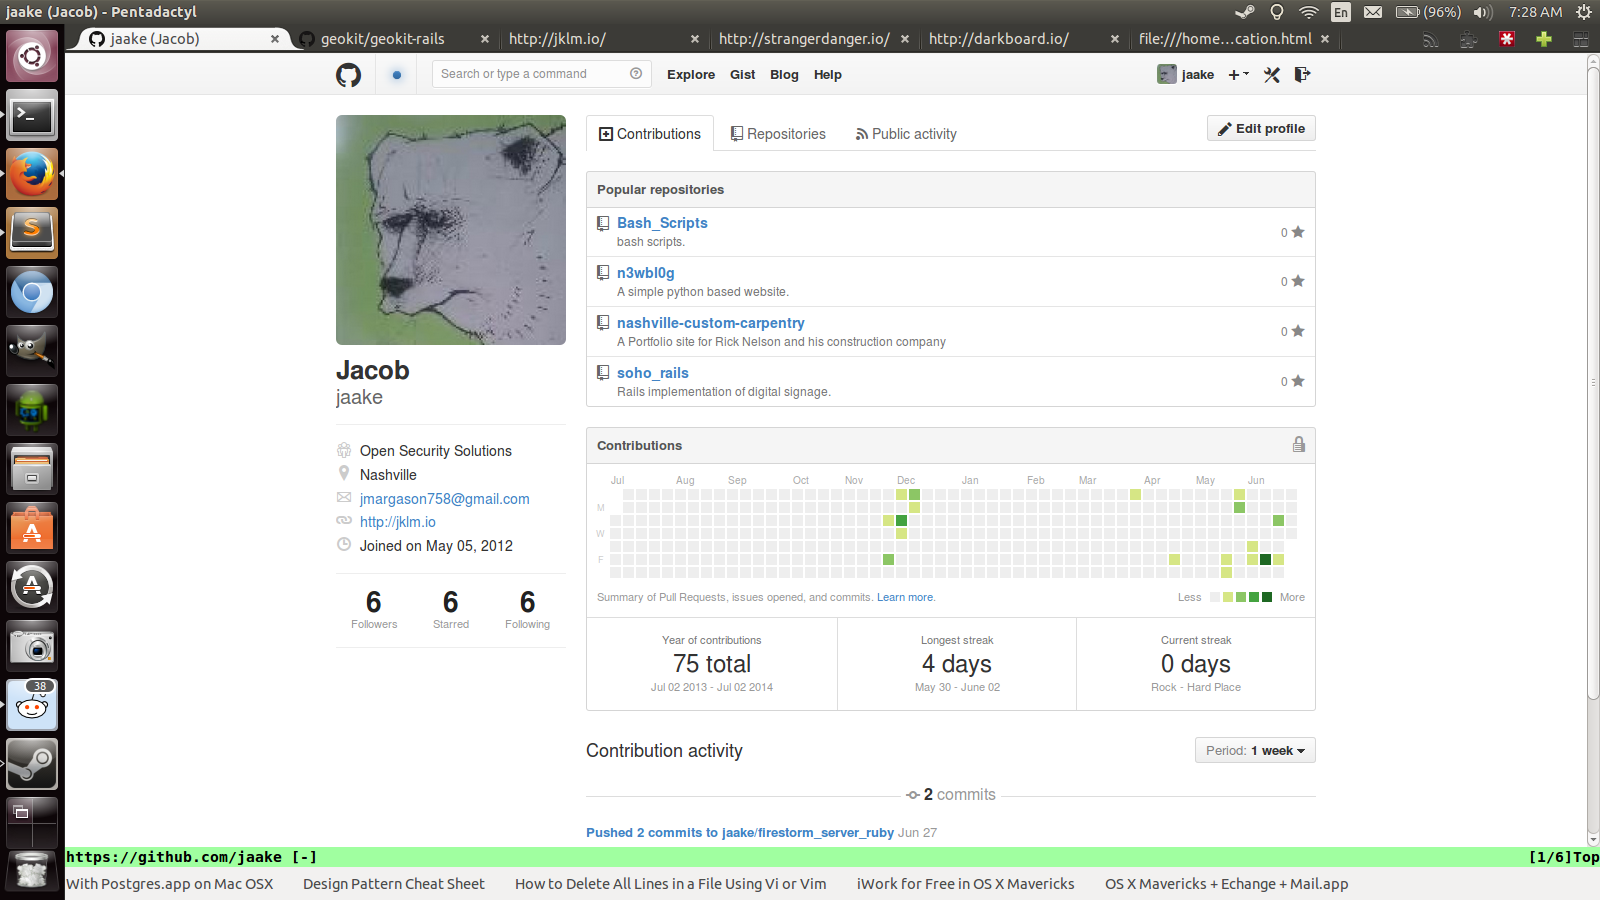 jaake (Jacob) - Pentadactyl
En
(96%)
7:28 AM
jaake (Jacob)
geokit/geokit-rails
http://jklm.io/
http://strangerdanger.io/
http://darkboard.io/
file:///home...cation.html
Search or type a command
Explore
Gist
Blog
Help
jaake
Contributions
Repositories
Public activity
Edit profile
Popular repositories
Bash_Scripts
bash scripts.
0
n3wbl0g
A simple python based website.
0
nashville-custom-carpentry
A Portfolio site for Rick Nelson and his construction company
0
soho_rails
Rails implementation of digital signage.
0
Jacob
jaake
Open Security Solutions
Nashville
jmargason758@gmail.com
http://jklm.io
Joined on May 05, 2012
6
Followers
6
Starred
6
Following
38
Contributions
Jul Aug Sep Oct Nov Dec Jan Feb Mar Apr May Jun
M
W
F
Summary of Pull Requests, issues opened, and commits. Learn more.
Less
More
Year of contributions
75 total
Jul 02 2013 - Jul 02 2014
Longest streak
4 days
May 30 - June 02
Current streak
0 days
Rock - Hard Place
Contribution activity
Period: 1 week
2 commits
Pushed 2 commits to jaake/firestorm_server_ruby Jun 27
https://github.com/jaake [-]
[1/6]Top
With Postgres.app on Mac OSX
Design Pattern Cheat Sheet
How to Delete All Lines in a File Using Vi or Vim
iWork for Free in OS X Mavericks
OS X Mavericks + Echange + Mail.app